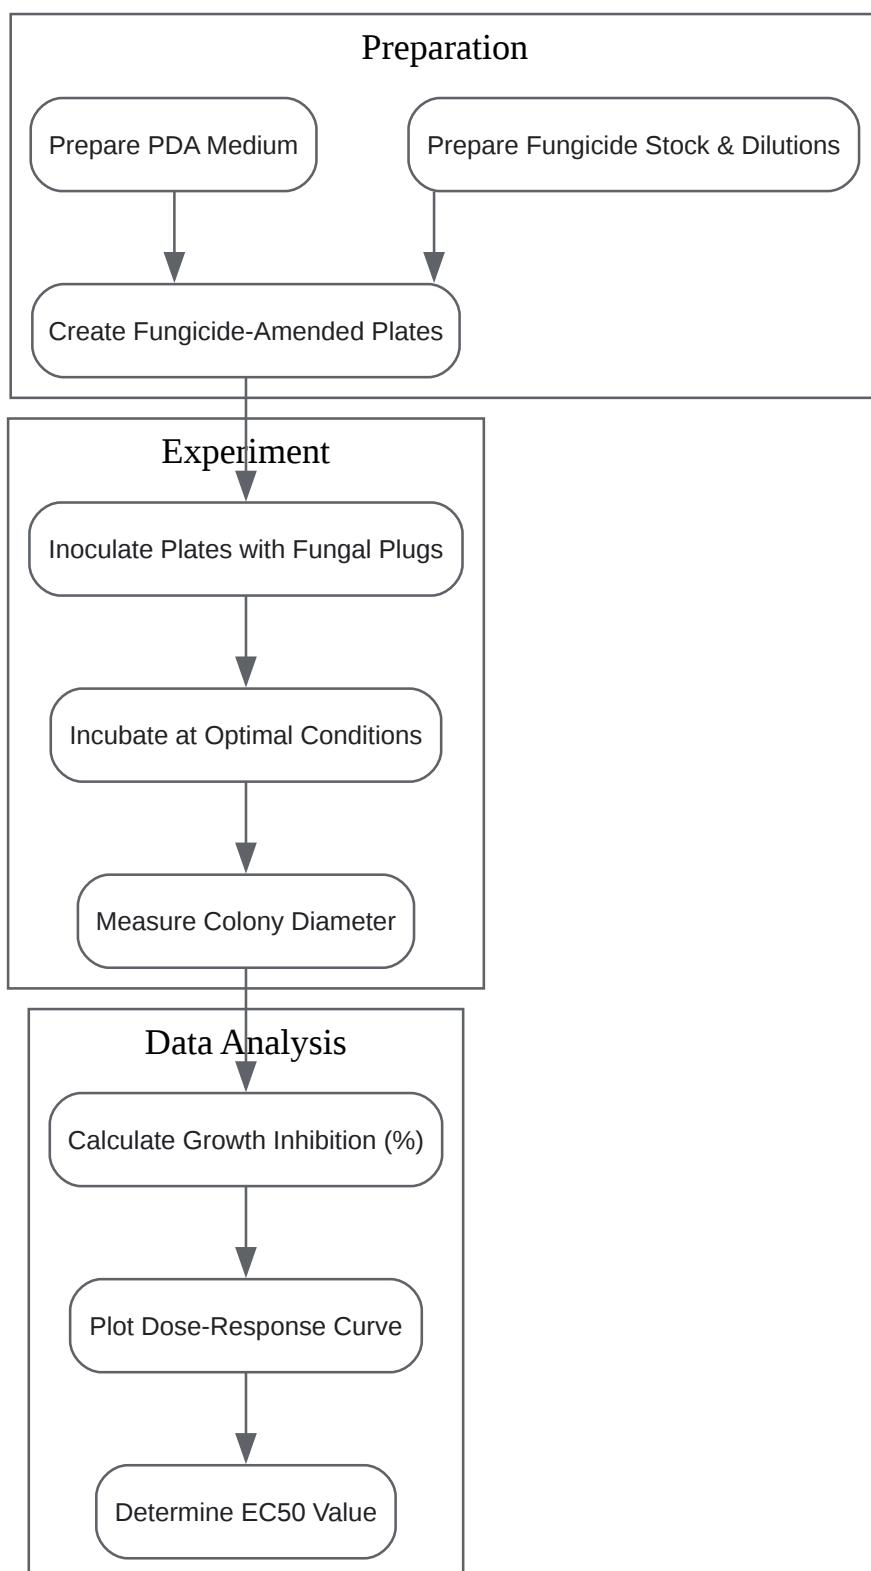 Preparation
Prepare PDA Medium
Prepare Fungicide Stock & Dilutions
Create Fungicide-Amended Plates
Experiment
Inoculate Plates with Fungal Plugs
Incubate at Optimal Conditions
Measure Colony Diameter
Data Analysis
Calculate Growth Inhibition (%)
Plot Dose-Response Curve
Determine EC50 Value